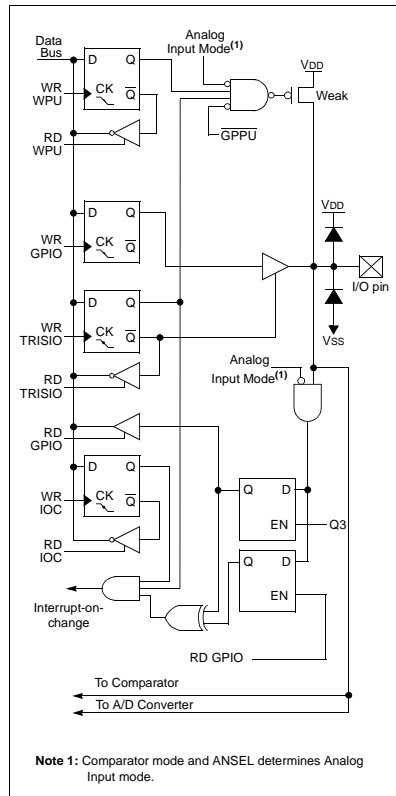 Data
Bus
Analog
Input Mode(1)
VDD
D Q
WR
WPU
CK
Q
Weak
RD
WPU
GPPU
VDD
D Q
WR
GPIO
CK
Q
I/O pin
D Q
WR
TRISIO
CK
Q
VSS
Analog
Input Mode(1)
RD
TRISIO
RD
GPIO
D Q
Q D
WR
IOC
CK
Q
EN
Q3
RD
IOC
Q D
Interrupt-on-
change
EN
RD GPIO
To Comparator
To A/D Converter
Note 1: Comparator mode and ANSEL determines Analog
Input mode.